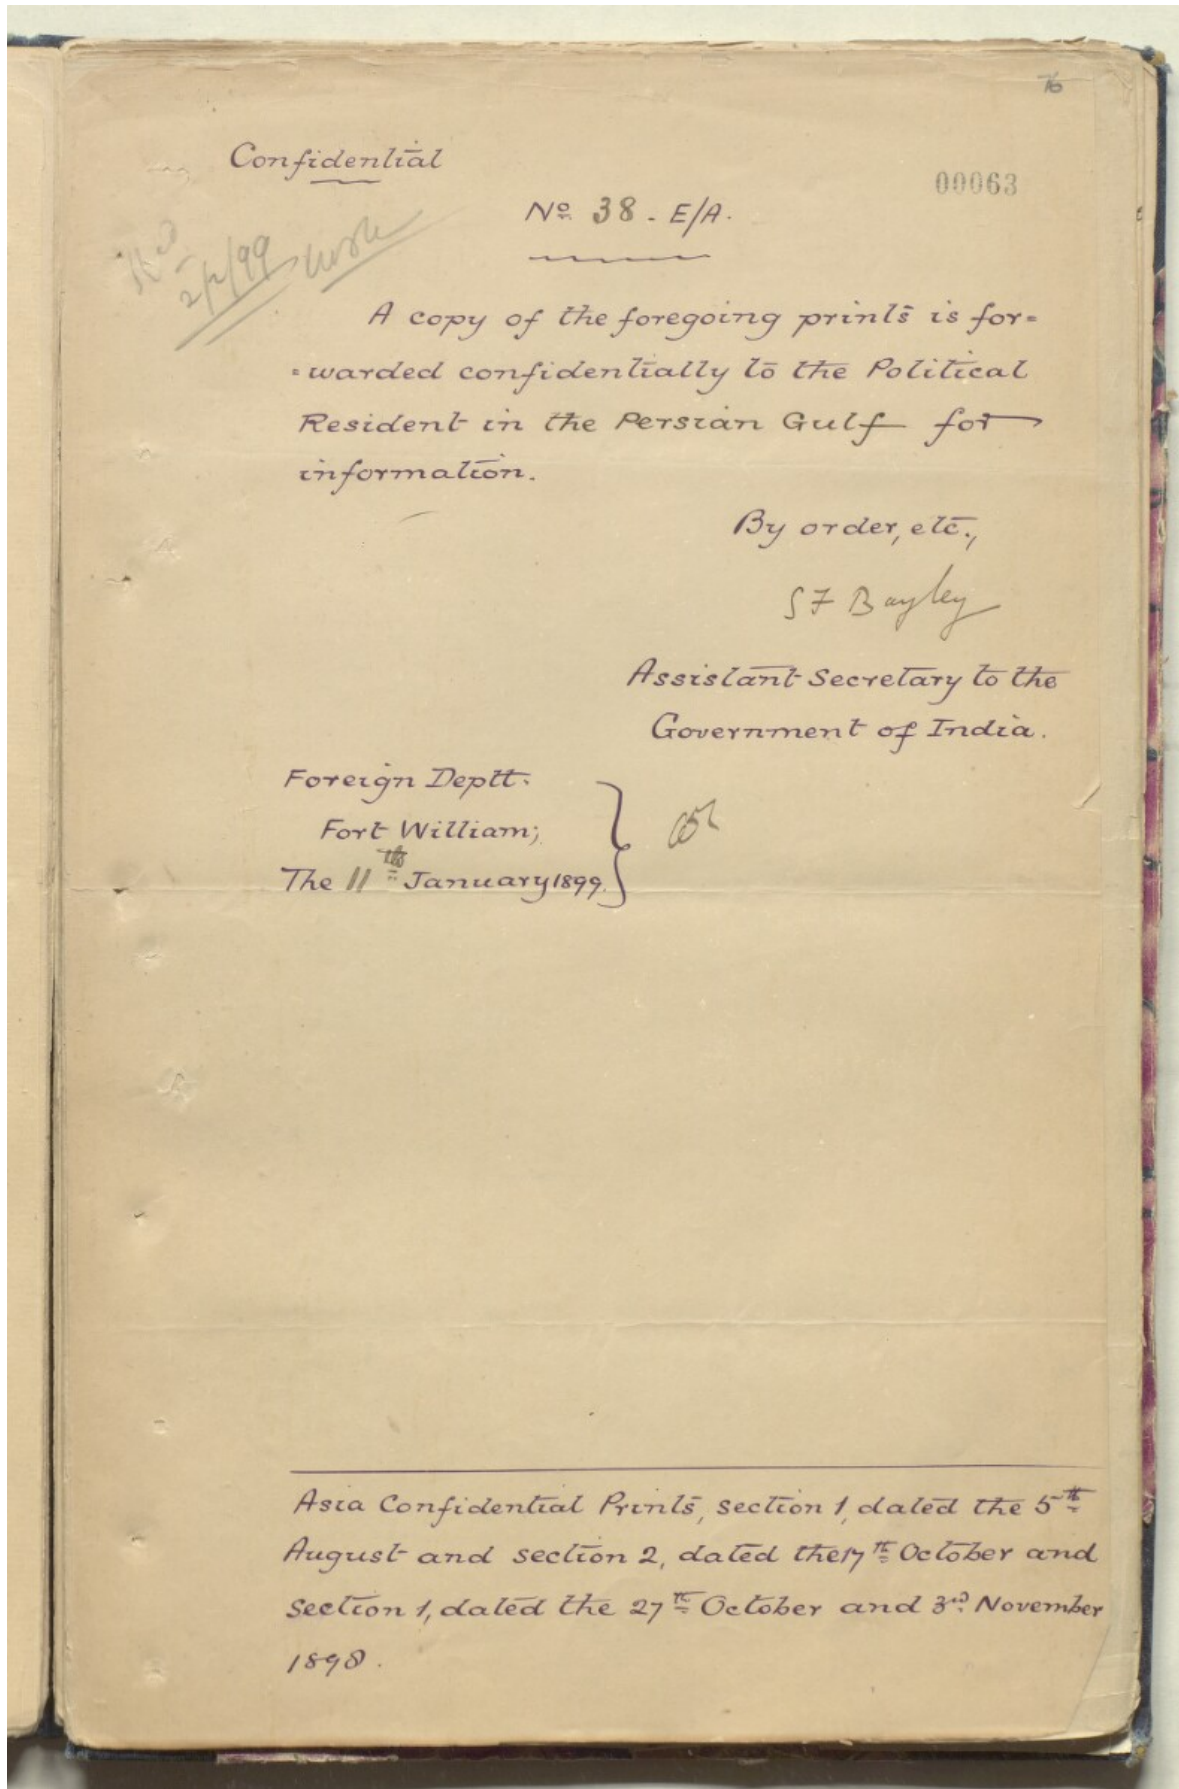 76
Confidential
00063
No 38 - E/A.
2/2/99
A copy of the foregoing prints is for=
=warded confidentially to the Political
Resident in the Persian Gulf for
information.
By order, etc.,
S F Bayley
Assistant Secretary to the
Government of India.
Foreign Deptt.
Fort William;
The 11th January 1899.
Asia Confidential Prints, section 1, dated the 5th
August and section 2, dated the 17th October and
section 1, dated the 27th October and 3rd November
1898.